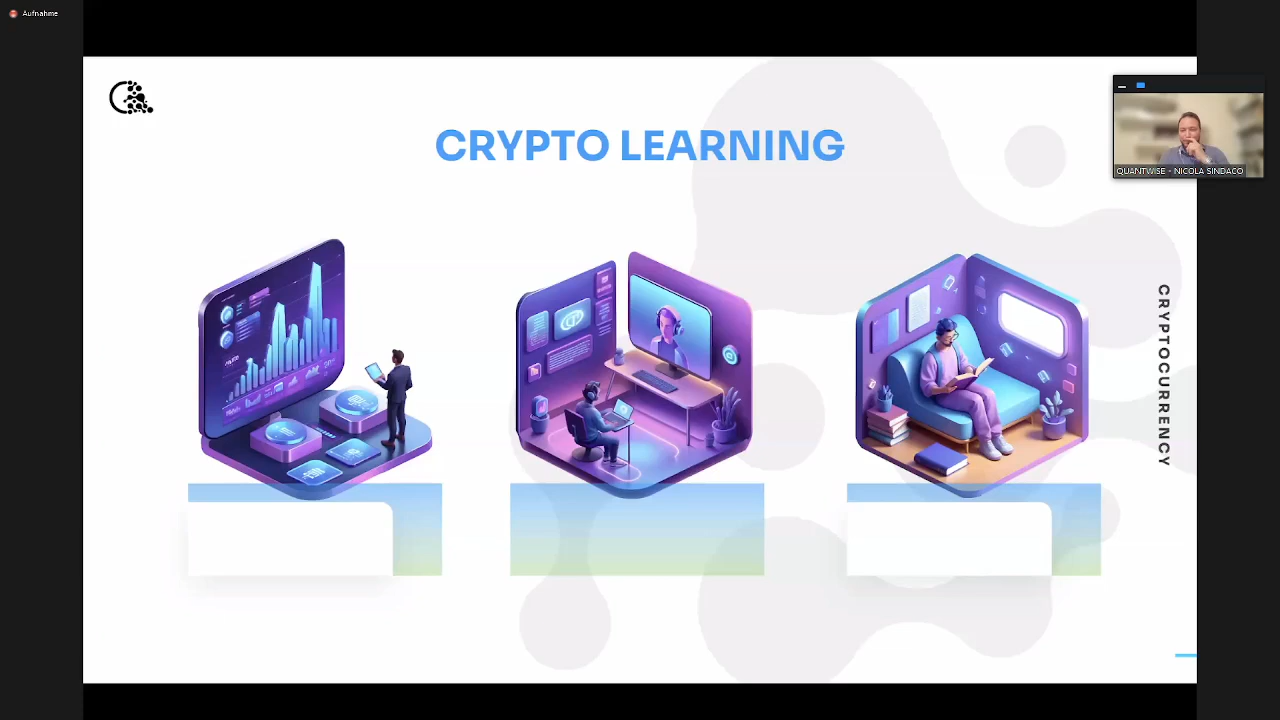 Aufnahme
CRYPTO LEARNING
QUANTWISE - NICOLA SINDACO
CRYPTOCURRENCY